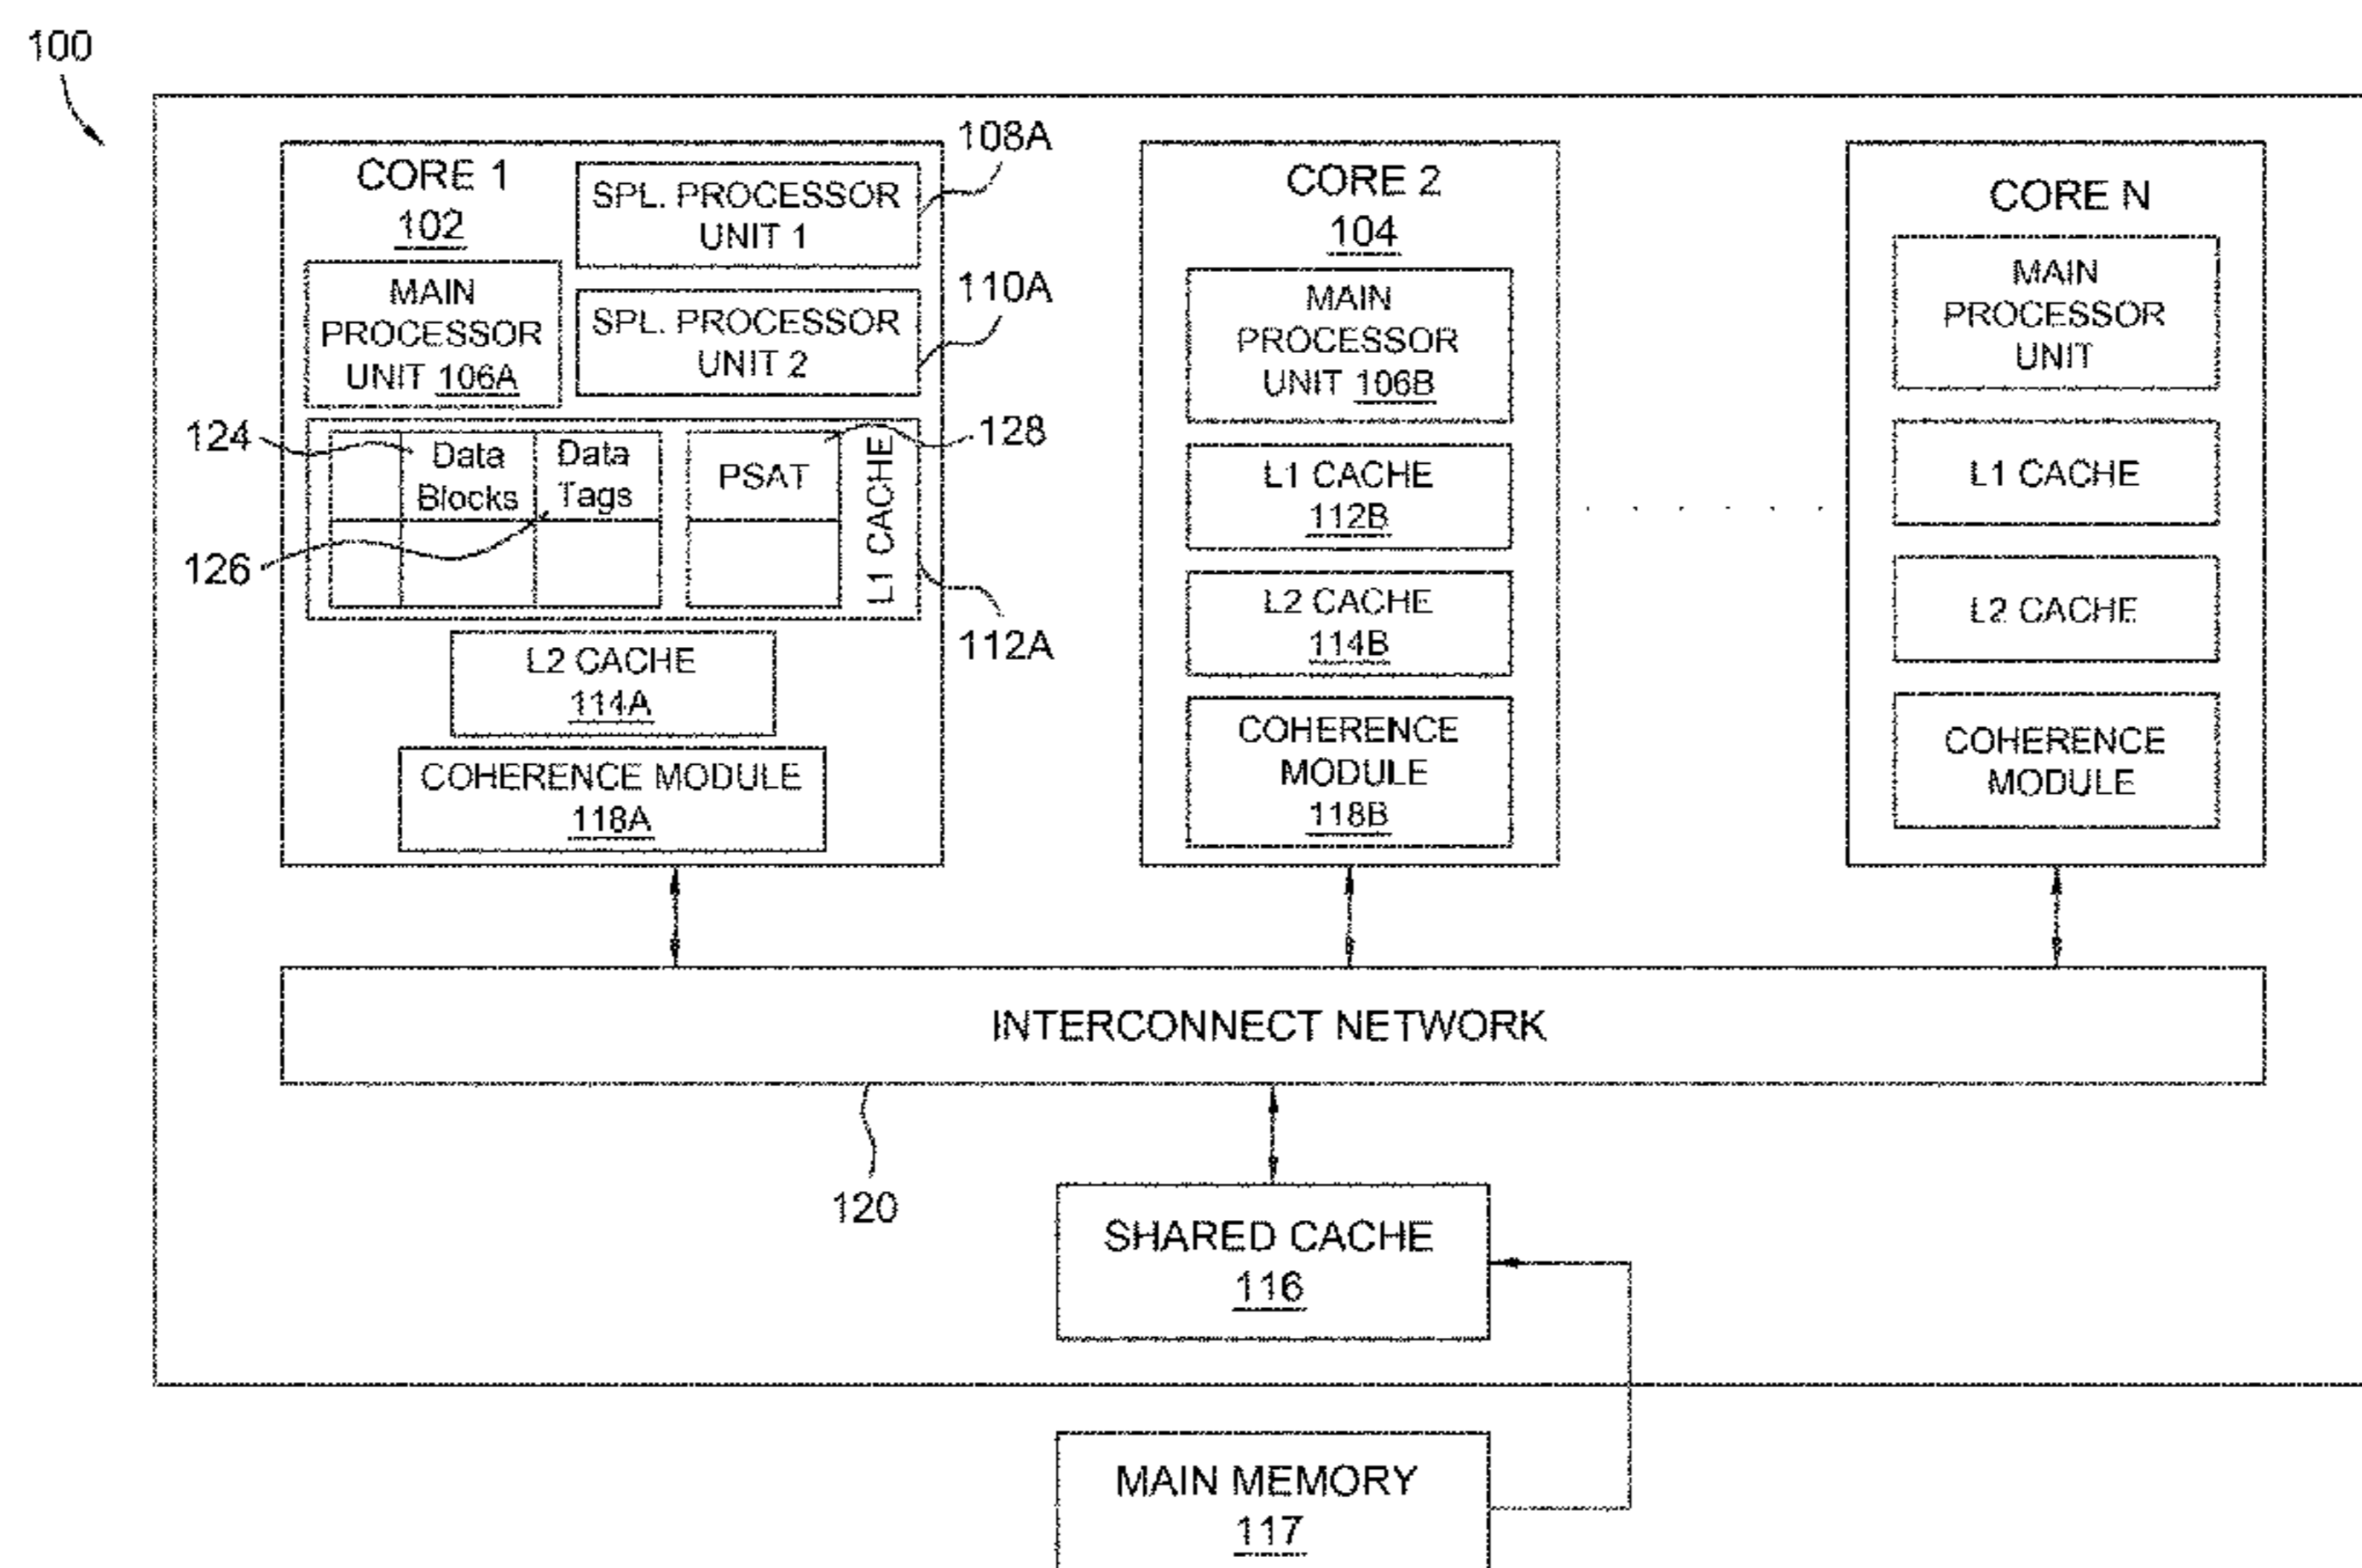 100
CORE 1
102
SPL. PROCESSOR
UNIT 1
108A
MAIN
PROCESSOR
UNIT 106A
SPL. PROCESSOR
UNIT 2
110A
124
Data
Blocks
Data
Tags
PSAT
L1 CACHE
128
126
112A
L2 CACHE
114A
COHERENCE MODULE
118A
CORE 2
104
MAIN
PROCESSOR
UNIT 106B
L1 CACHE
112B
L2 CACHE
114B
COHERENCE
MODULE
118B
. . . . .
CORE N
MAIN
PROCESSOR
UNIT
L1 CACHE
L2 CACHE
COHERENCE
MODULE
INTERCONNECT NETWORK
120
SHARED CACHE
116
MAIN MEMORY
117